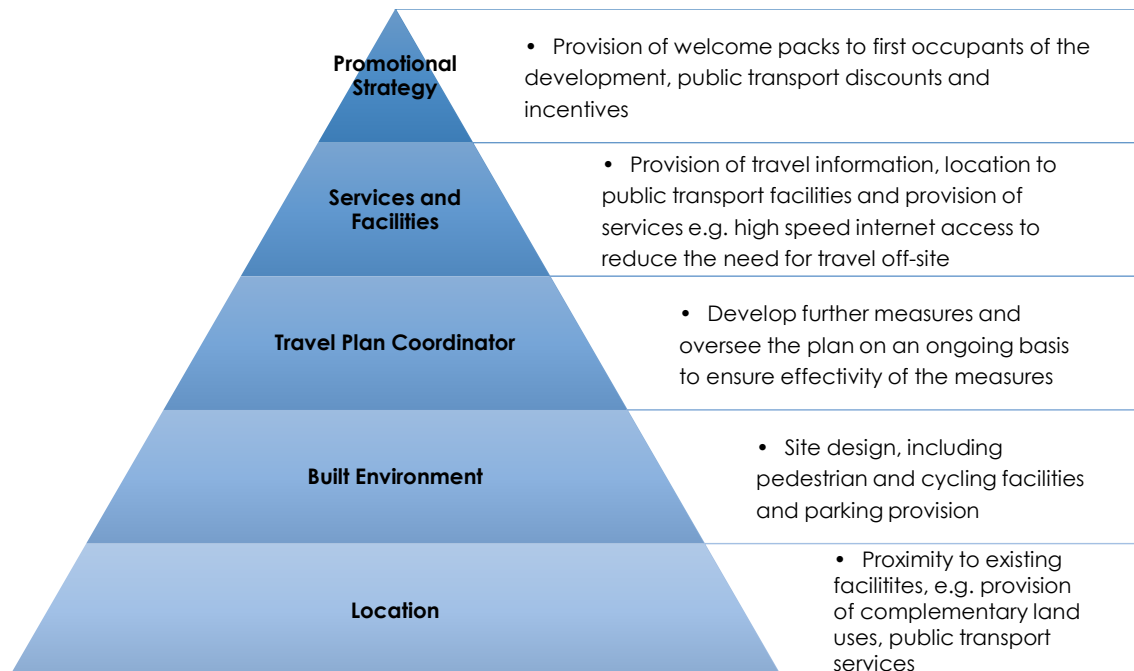 Promotional
Strategy
• Provision of welcome packs to first occupants of the
development, public transport discounts and
incentives
Services and
Facilities
• Provision of travel information, location to
public transport facilities and provision of
services e.g. high speed internet access to
reduce the need for travel off-site
Travel Plan Coordinator
• Develop further measures and
oversee the plan on an ongoing basis
to ensure effectivity of the measures
Built Environment
• Site design, including
pedestrian and cycling facilities
and parking provision
Location
• Proximity to existing
facilitites, e.g. provision
of complementary land
uses, public transport
services